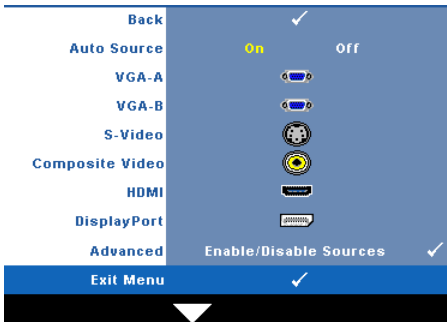 Back
Auto Source On Off
VGA-A
VGA-B
S-Video
Composite Video
HDMI
DisplayPort
Advanced Enable/Disable Sources
Exit Menu